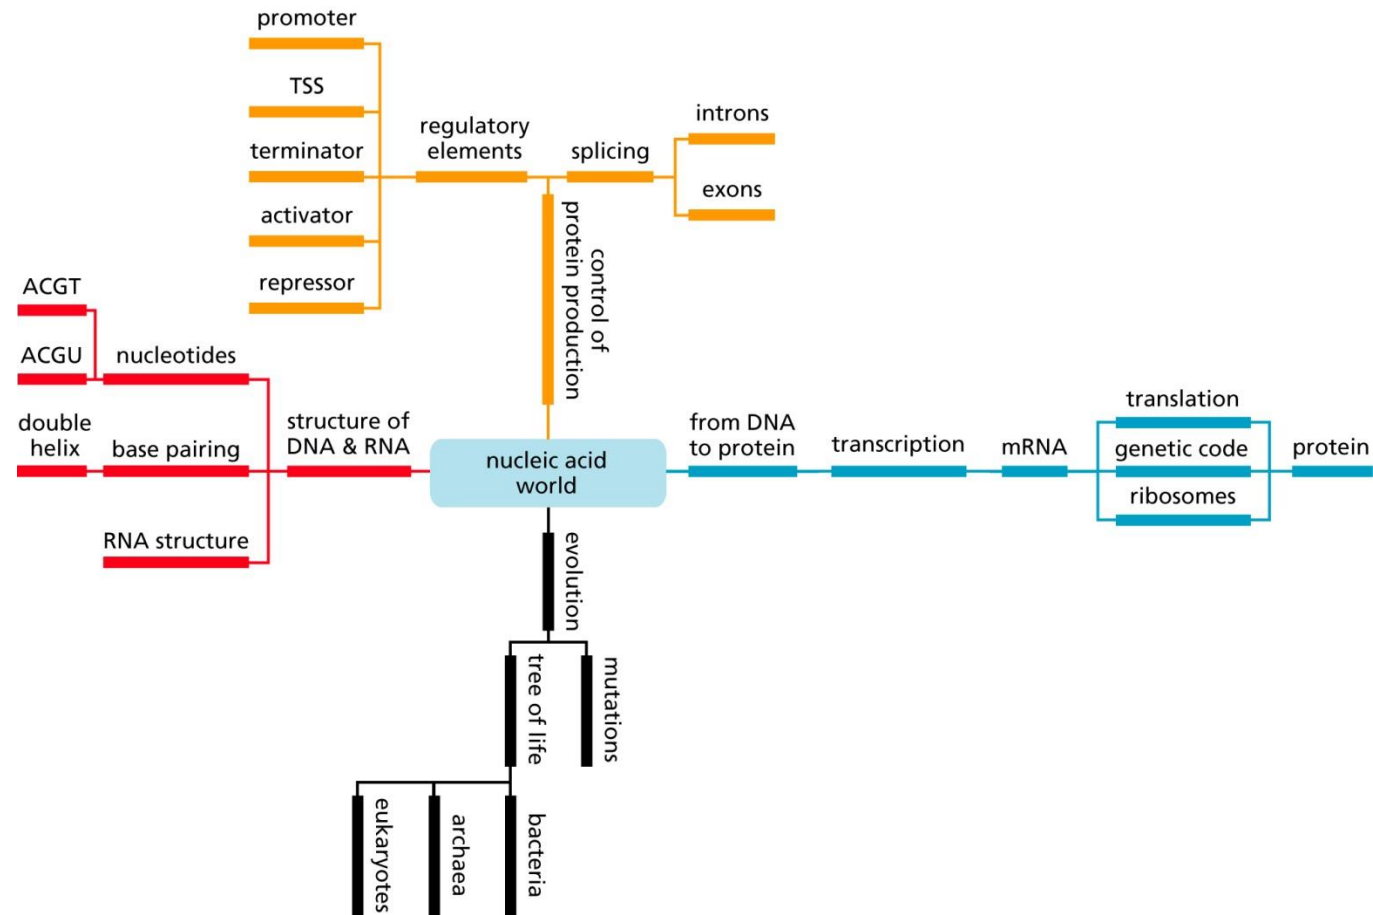 promoter
TSS
terminator
activator
repressor
regulatory
elements
splicing
introns
exons
control of
protein production
ACGT
ACGU
nucleotides
double
helix
base pairing
structure of
DNA & RNA
RNA structure
nucleic acid
world
from DNA
to protein
transcription
mRNA
translation
genetic code
ribosomes
protein
evolution
tree of life
mutations
eukaryotes
archaea
bacteria